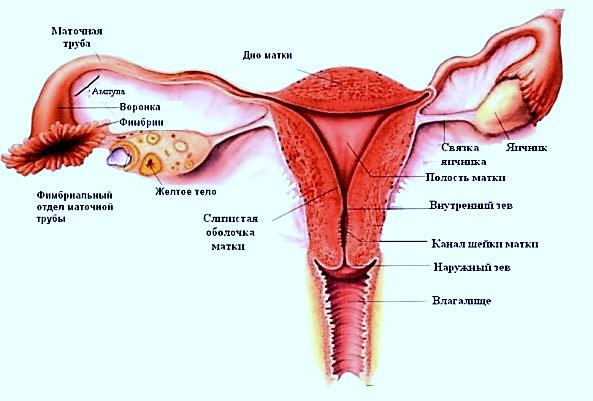 Маточная
труба
Дно матки
Ампула
Воронка
Фимбрии
Связка
яичника
Яичник
Полость матки
Желтое тело
Фимбриальный
отдел маточной
трубы
Слизистая
оболочка
матки
Внутренний зев
Канал шейки матки
Наружный зев
Влагалище